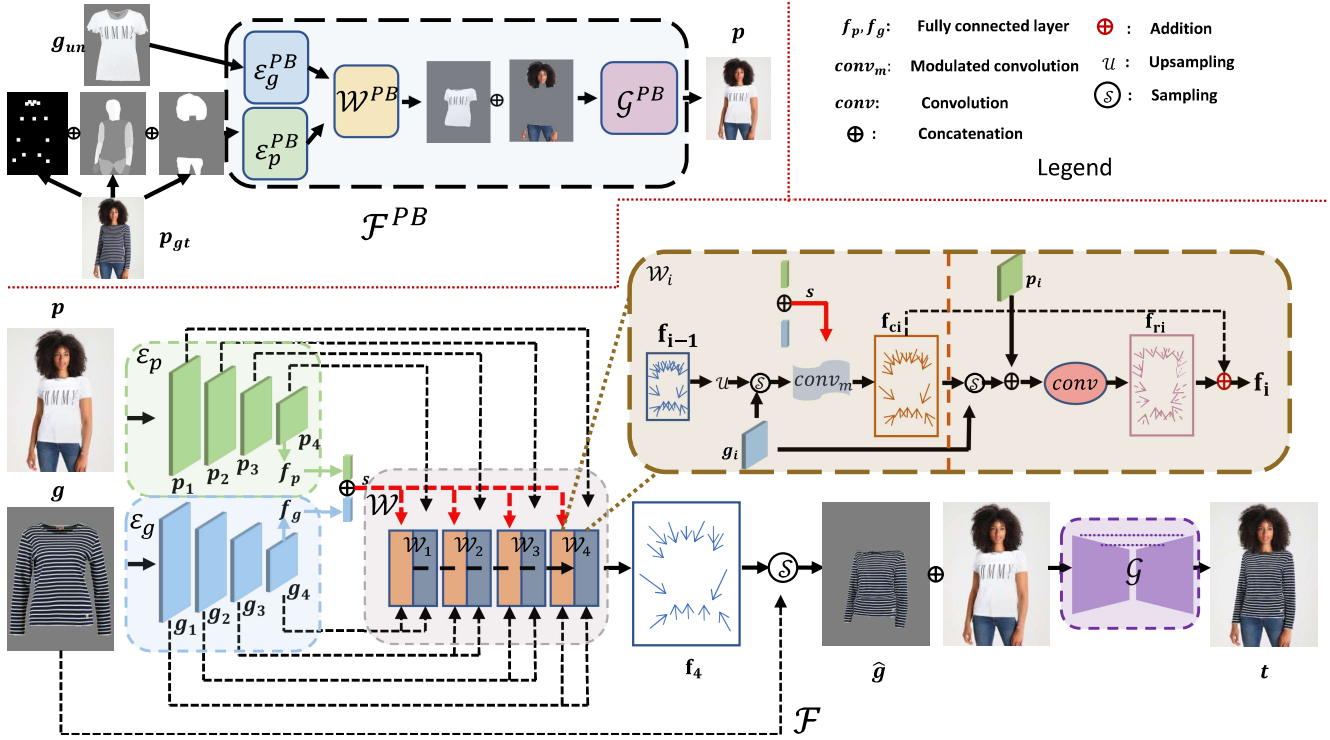 g_un
ε_g^PB
ε_p^PB
W^PB
⊕
G^PB
p
⊕ ⊕
p_gt
F^PB
f_p, f_g: Fully connected layer
conv_m: Modulated convolution
conv: Convolution
⊕ : Concatenation
⊕ : Addition
U : Upsampling
S : Sampling
Legend
W_i
s
p_i
f_{i-1}
U
S
conv_m
f_ci
S
conv
f_ri
f_i
g_i
p
ε_p
p_1
p_2
p_3
p_4
f_p
g
ε_g
g_1
g_2
g_3
g_4
f_g
s
W
W_1
W_2
W_3
W_4
f_4
S
ĝ
⊕
G
t
F